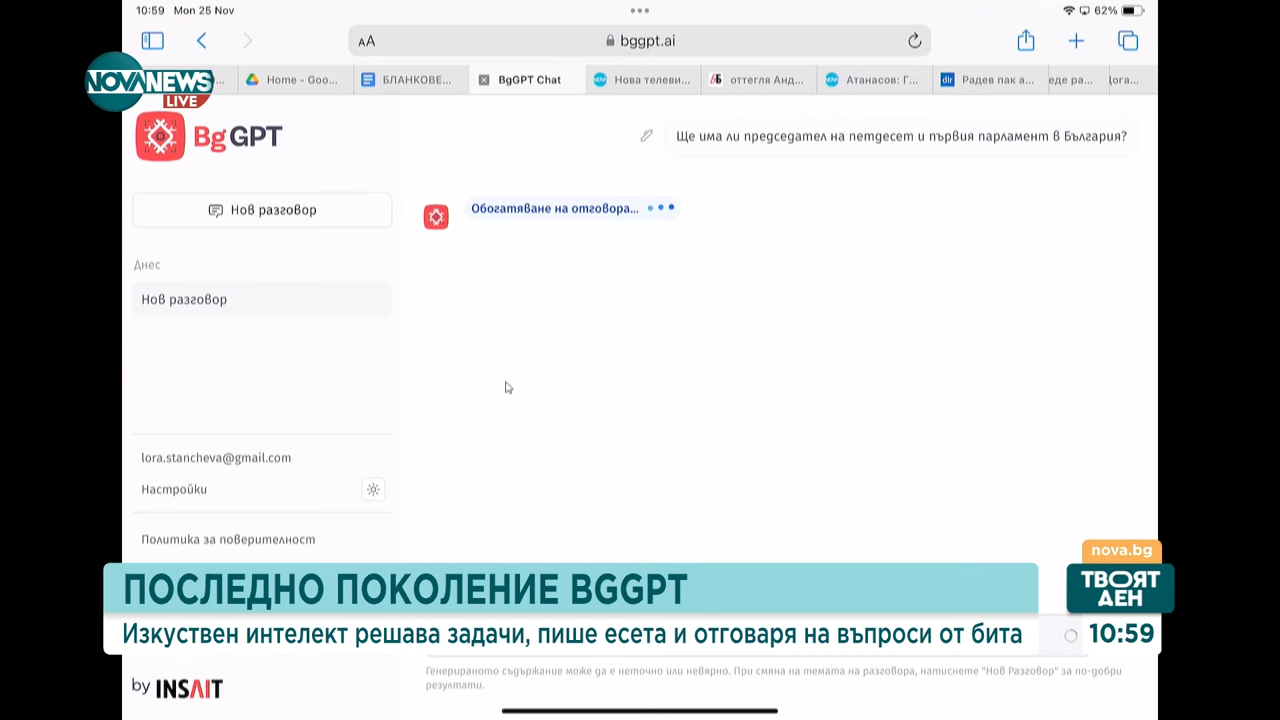 10:59 Mon 25 Nov
62%
AA
bggpt.ai
NOVANEWS
LIVE
Home - Goo...
БЛАНКОВЕ...
BgGPT Chat
Нова телеви...
оттегля Анд...
Атанасов: Г...
dir
Радев пак а...
еде ра...
BgGPT
Ще има ли председател на петдесет и първия парламент в България?
Нов разговор
Обогатяване на отговора...
Днес
Нов разговор
lora.stancheva@gmail.com
Настройки
Политика за поверителност
nova.bg
ПОСЛЕДНО ПОКОЛЕНИЕ BGGPT
ТВОЯТ
ДЕН
Изкуствен интелект решава задачи, пише есета и отговаря на въпроси от бита
10:59
Генерираното съдържание може да е неточно или невярно. При смяна на темата на разговора, натиснете "Нов Разговор" за по-добри
резултати.
by INSAIT